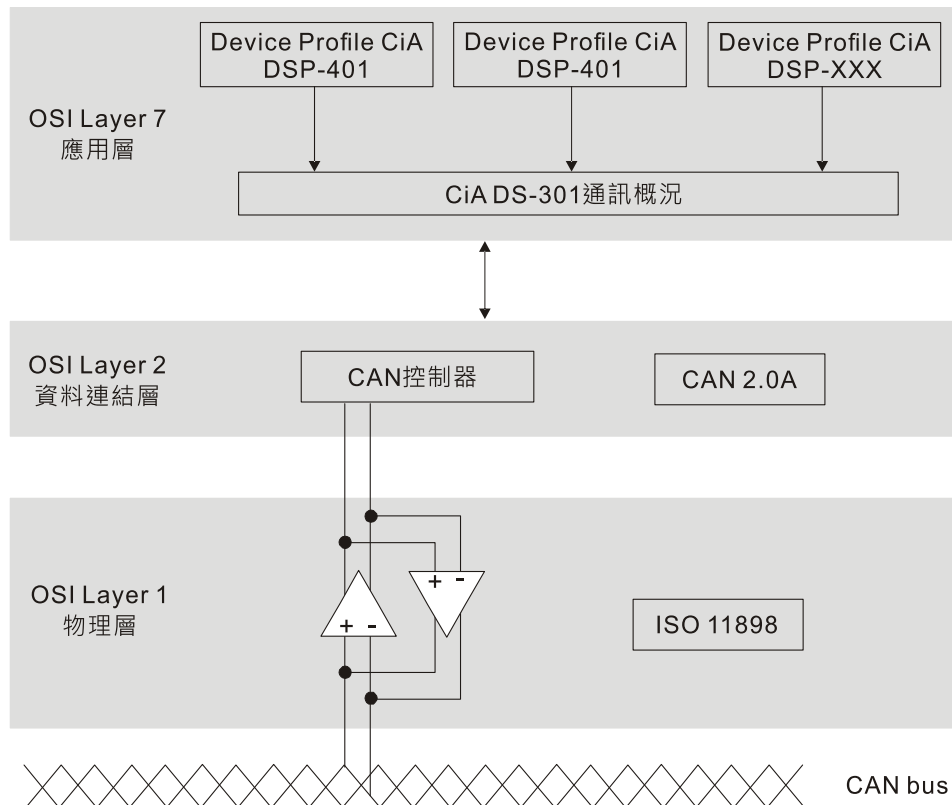 Device Profile CiA
DSP-401
Device Profile CiA
DSP-401
Device Profile CiA
DSP-XXX
OSI Layer 7
應用層
CiA DS-301通訊概況
OSI Layer 2
資料連結層
CAN控制器
CAN 2.0A
+ -
OSI Layer 1
物理層
+ -
ISO 11898
CAN bus